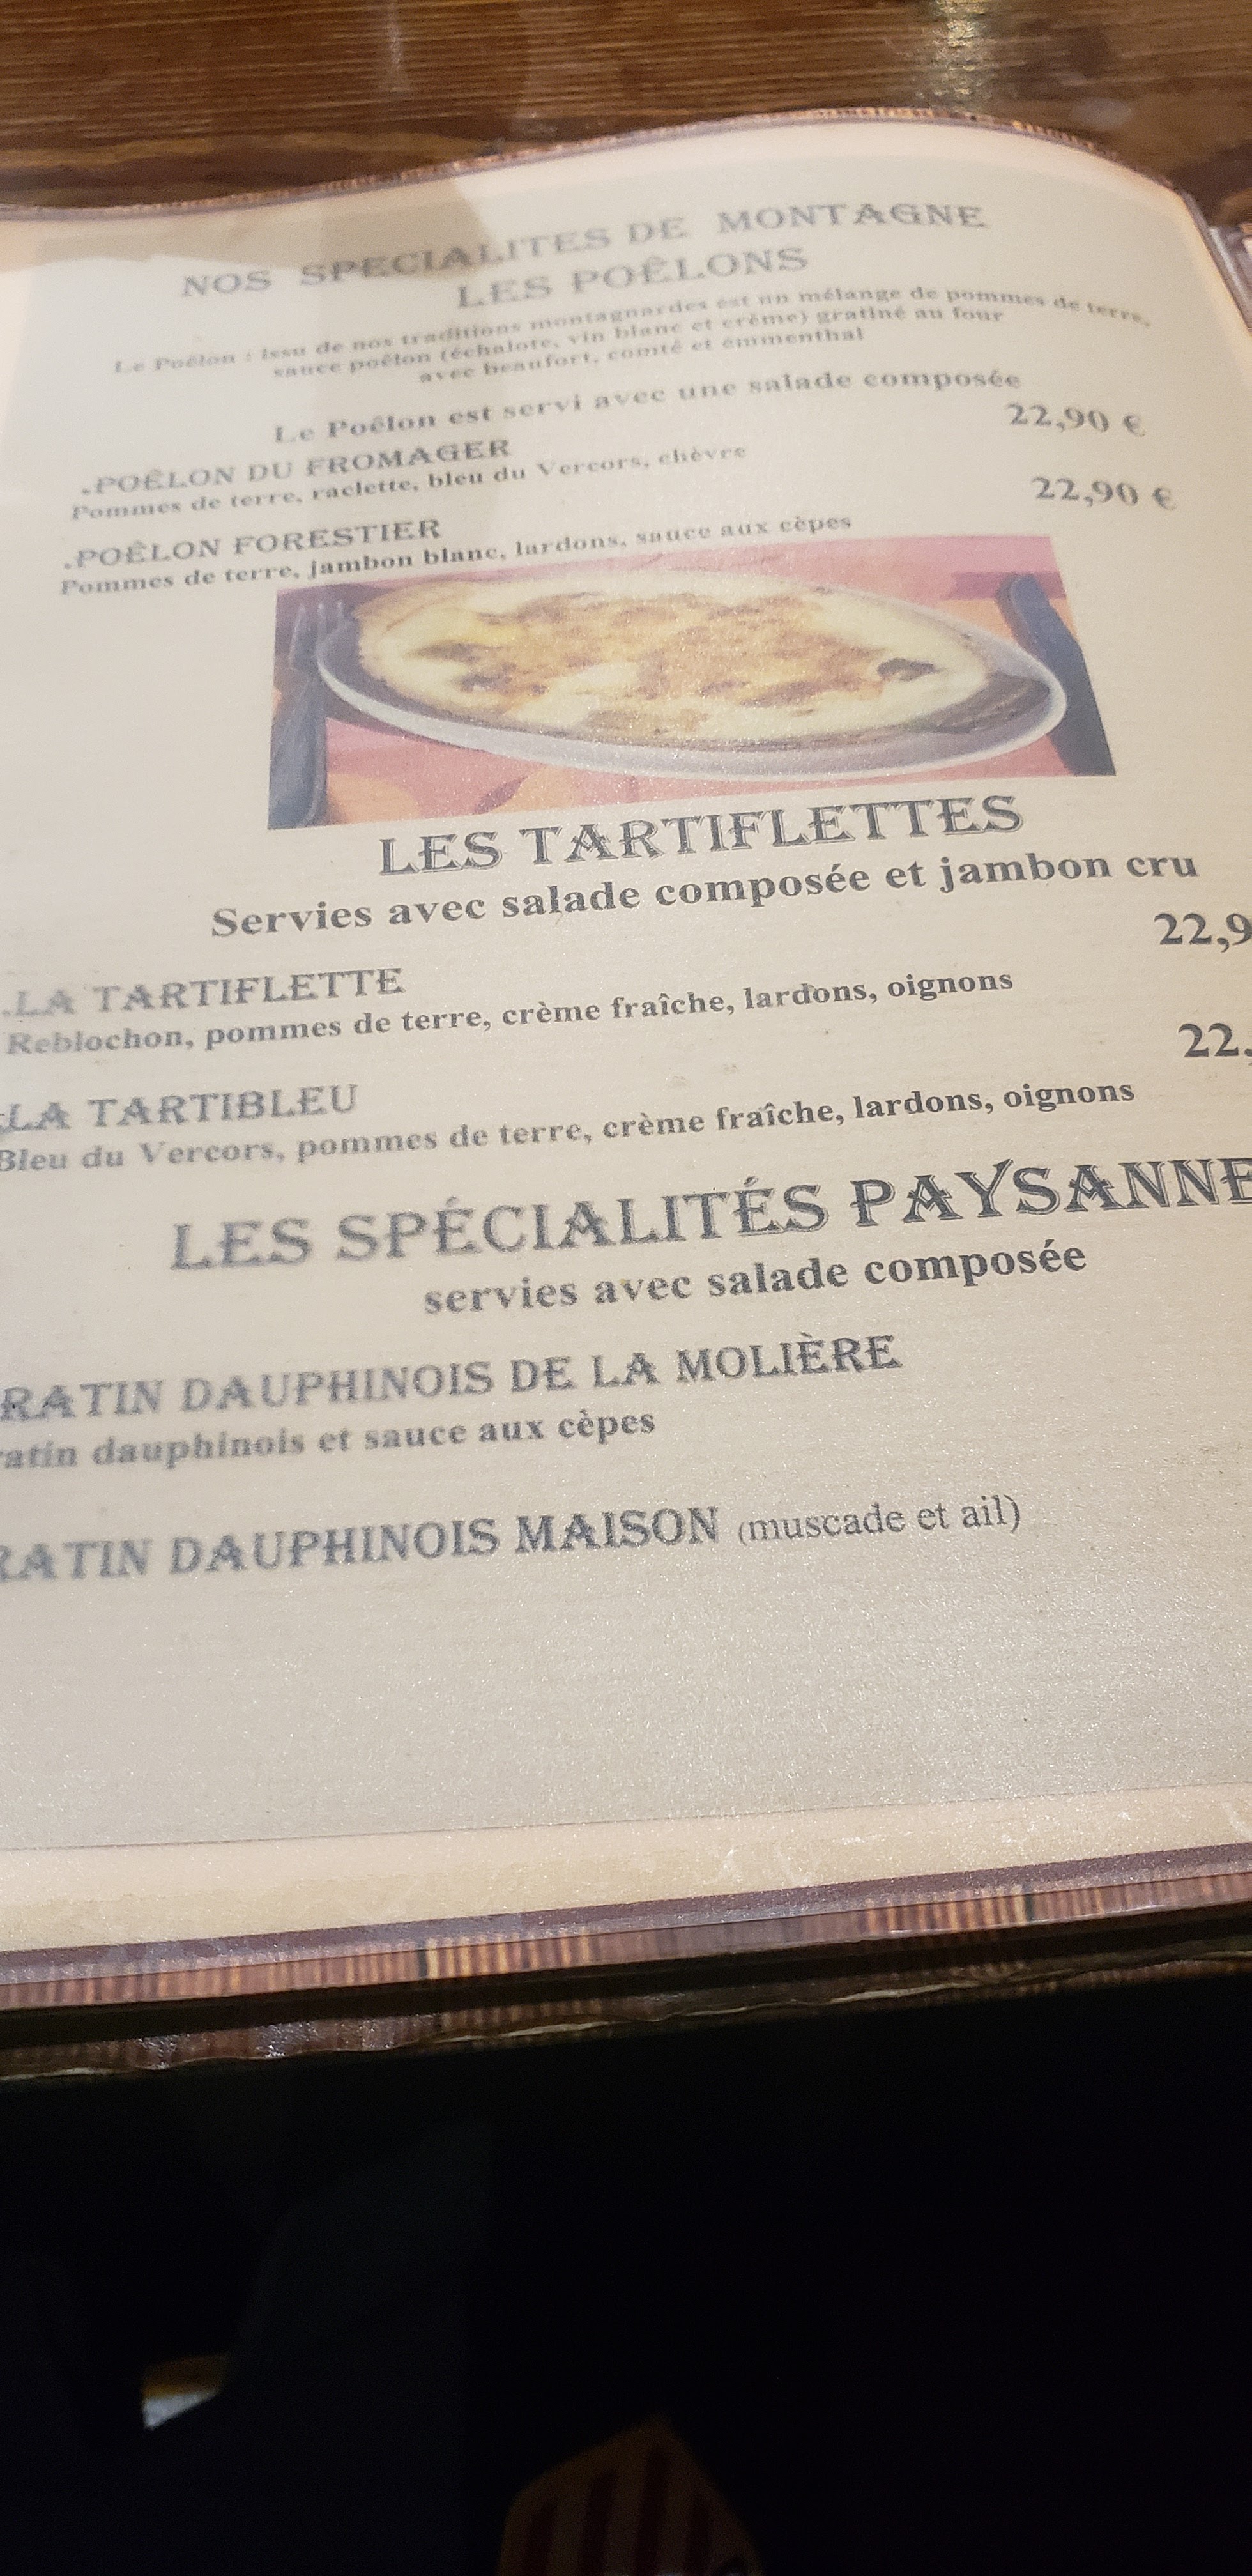 NOS SPECIALITES DE MONTAGNE
LES POÊLONS
Le Poêlon : Issu de nos traditions montagnardes est un mélange de pommes de terre,
sauce poêlon (échalote, vin blanc et crème) gratiné au four
avec beaufort, comté et emmenthal
Le Poêlon est servi avec une salade composée
22,90 €
.POÊLON DU FROMAGER
Pommes de terre, raclette, bleu du Vercors, chèvre
22,90 €
.POÊLON FORESTIER
Pommes de terre, jambon blanc, lardons, sauce aux cèpes
LES TARTIFLETTES
Servies avec salade composée et jambon cru
22,9
.LA TARTIFLETTE
Reblochon, pommes de terre, crème fraîche, lardons, oignons
22,
.LA TARTIBLEU
Bleu du Vercors, pommes de terre, crème fraîche, lardons, oignons
LES SPÉCIALITÉS PAYSANNE
servies avec salade composée
RATIN DAUPHINOIS DE LA MOLIÈRE
ratin dauphinois et sauce aux cèpes
RATIN DAUPHINOIS MAISON (muscade et ail)